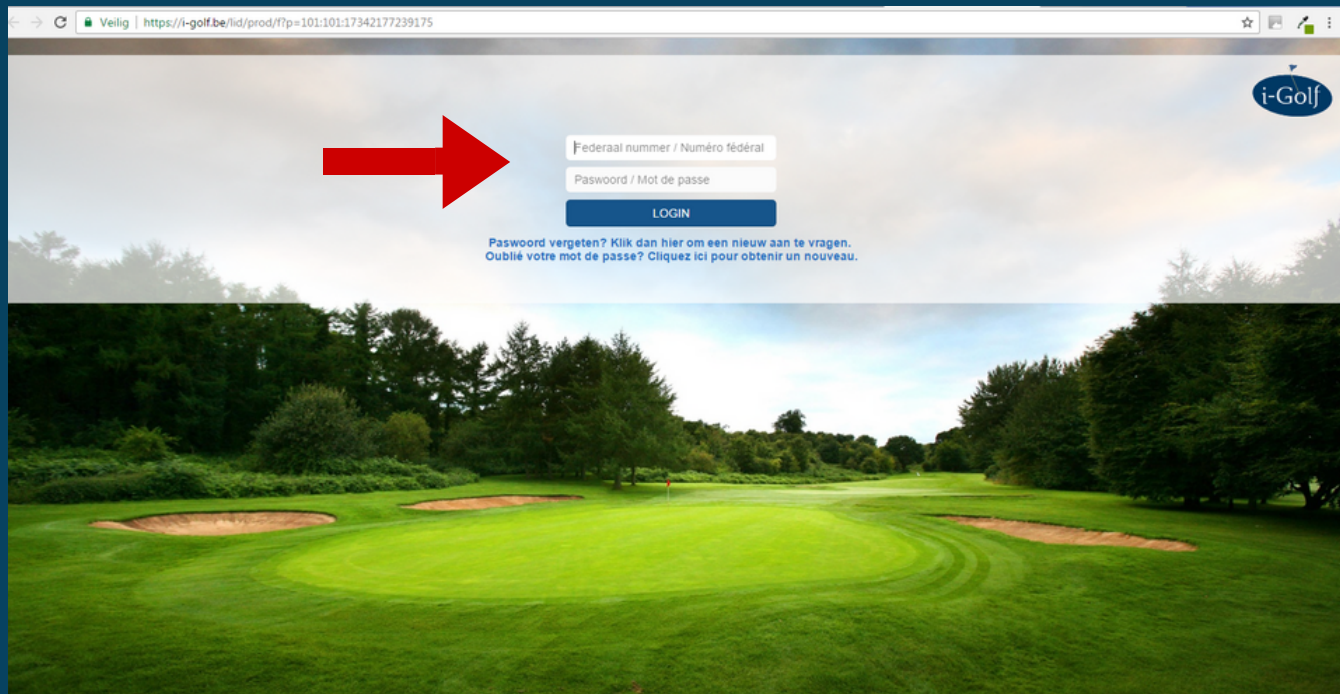 Veilig | https://i-golf.be/lid/prod/f?p=101:101:17342177239175
i-Golf
Federaal nummer / Numéro fédéral
Paswoord / Mot de passe
LOGIN
Paswoord vergeten? Klik dan hier om een nieuw aan te vragen.
Oublié votre mot de passe? Cliquez ici pour obtenir un nouveau.